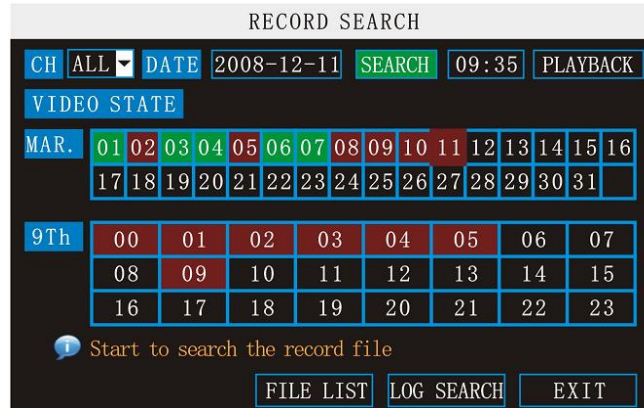 RECORD SEARCH
CH ALL DATE 2008-12-11 SEARCH 09:35 PLAYBACK
VIDEO STATE
MAR. 01 02 03 04 05 06 07 08 09 10 11 12 13 14 15 16
17 18 19 20 21 22 23 24 25 26 27 28 29 30 31
9Th 00 01 02 03 04 05 06 07
08 09 10 11 12 13 14 15
16 17 18 19 20 21 22 23
Start to search the record file
FILE LIST LOG SEARCH EXIT